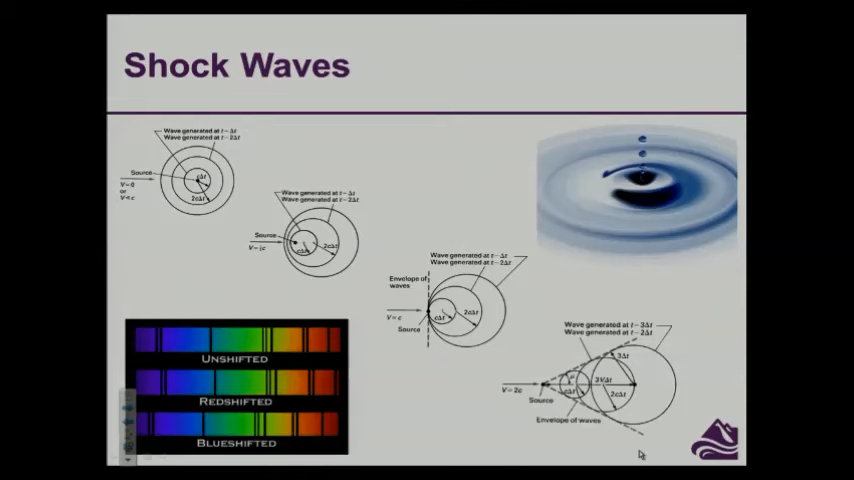 Shock Waves
Wave generated at t − Δt
Wave generated at t − 2Δt
Source
V = 0
or
V < c
cΔt
2cΔt
Wave generated at t − Δt
Wave generated at t − 2Δt
Source
cΔt
2cΔt
Wave generated at t − Δt
Wave generated at t − 2Δt
Envelope of
waves
V = c
Source
cΔt
2cΔt
Wave generated at t − 3Δt
Wave generated at t − 2Δt
3Δt
V = 2c
Source
cΔt
3VΔt
2cΔt
Envelope of waves
UNSHIFTED
REDSHIFTED
BLUESHIFTED